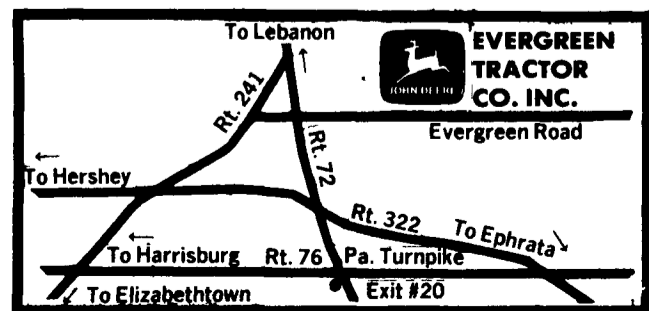 To Lebanon
EVERGREEN
TRACTOR
CO. INC.
JOHN DEERE
Rt. 241
Evergreen Road
Rt. 72
To Hershey
Rt. 322
To Ephrata
To Harrisburg
Rt. 76
Pa. Turnpike
To Elizabethtown
Exit #20